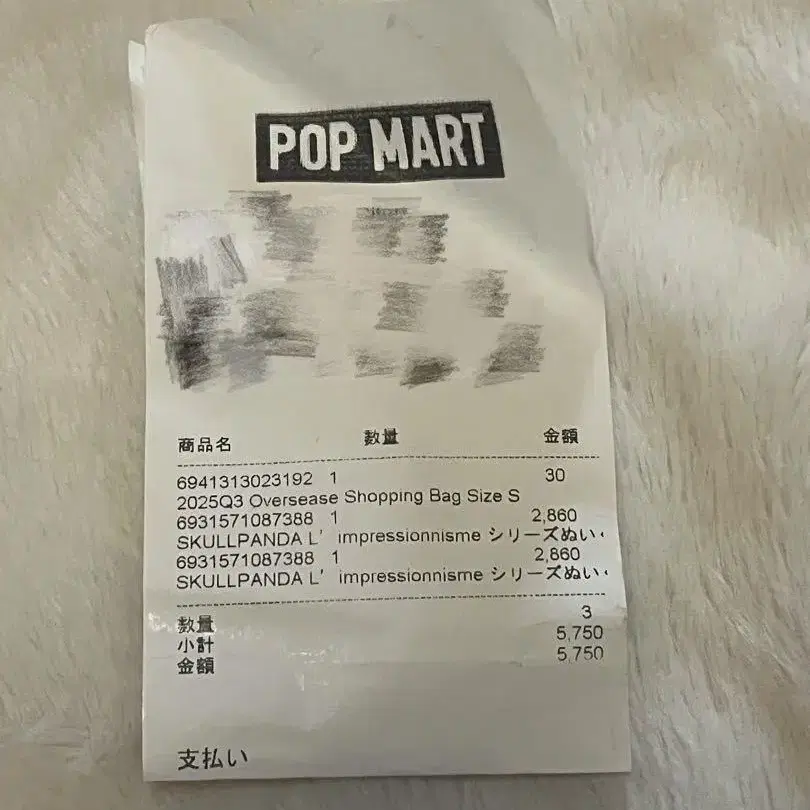 POP MART
商品名 数量 金額
6941313023192 1 30
2025Q3 Oversease Shopping Bag Size S
6931571087388 1 2,860
SKULLPANDA L’ impressionnisme シリーズぬい
6931571087388 1 2,860
SKULLPANDA L’ impressionnisme シリーズぬい
数量 3
小計 5,750
金額 5,750
支払い